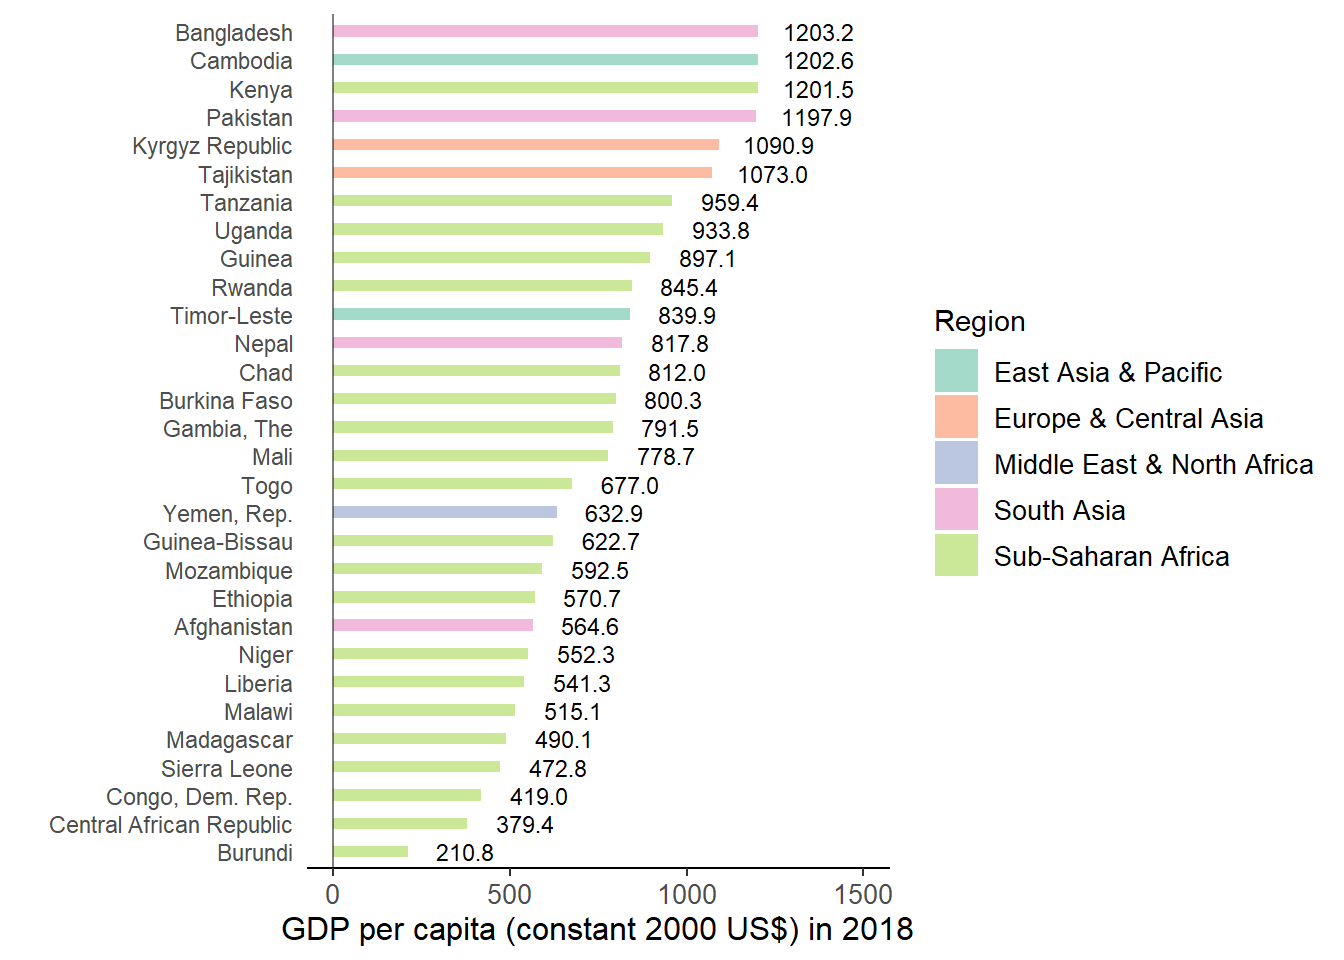 Bangladesh 1203.2
Cambodia 1202.6
Kenya 1201.5
Pakistan 1197.9
Kyrgyz Republic 1090.9
Tajikistan 1073.0
Tanzania 959.4
Uganda 933.8
Guinea 897.1
Rwanda 845.4
Timor-Leste 839.9
Nepal 817.8
Chad 812.0
Burkina Faso 800.3
Gambia, The 791.5
Mali 778.7
Togo 677.0
Yemen, Rep. 632.9
Guinea-Bissau 622.7
Mozambique 592.5
Ethiopia 570.7
Afghanistan 564.6
Niger 552.3
Liberia 541.3
Malawi 515.1
Madagascar 490.1
Sierra Leone 472.8
Congo, Dem. Rep. 419.0
Central African Republic 379.4
Burundi 210.8
0 500 1000 1500
GDP per capita (constant 2000 US$) in 2018
Region
East Asia & Pacific
Europe & Central Asia
Middle East & North Africa
South Asia
Sub-Saharan Africa